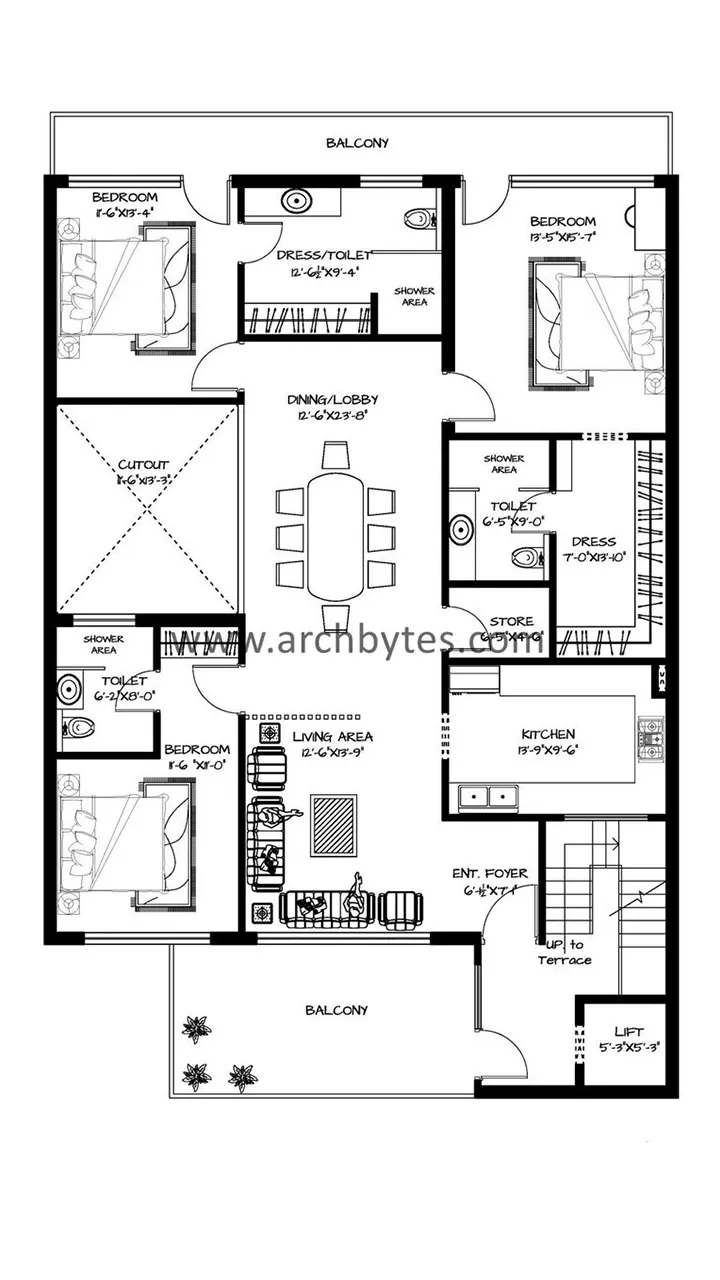 BALCONY
BEDROOM
11'-6"X13'-4"
DRESS/TOILET
12'-6½"X9'-4"
SHOWER
AREA
BEDROOM
13'-5"X15'-7"
DINING/LOBBY
12'-6"X23'-8"
CUTOUT
11'-6"X13'-3"
SHOWER
AREA
TOILET
6'-5"X9'-0"
DRESS
7'-0"X13'-10"
STORE
6'-5"X4'-6"
www.archbytes.com
SHOWER
AREA
TOILET
6'-2"X8'-0"
BEDROOM
11'-6"X11'-0"
LIVING AREA
12'-6"X13'-9"
KITCHEN
13'-9"X9'-6"
ENT. FOYER
6'-1½"X7'-1"
UP. to
Terrace
BALCONY
LIFT
5'-3"X5'-3"